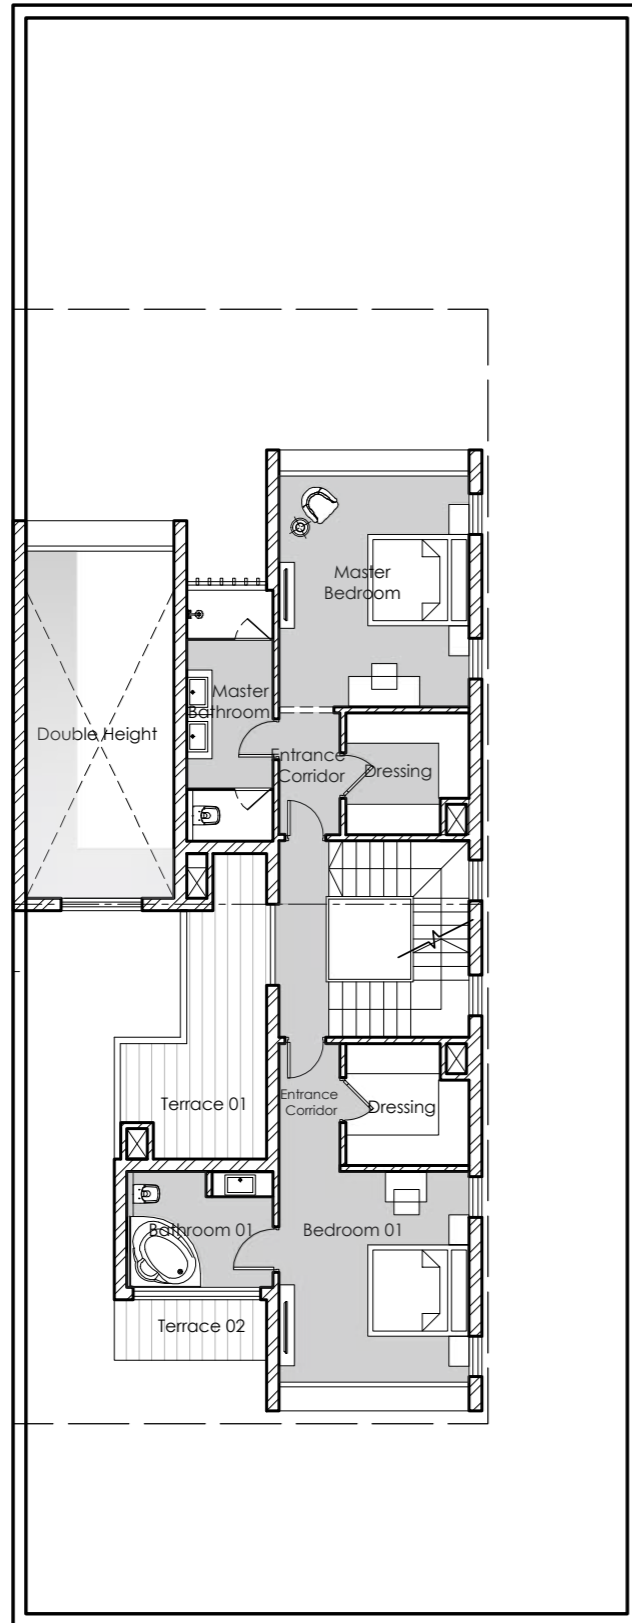 Master
Bedroom
Master
Bathroom
Double Height
Entrance
Corridor
Dressing
Terrace 01
Entrance
Corridor
Dressing
Bathroom 01
Bedroom 01
Terrace 02